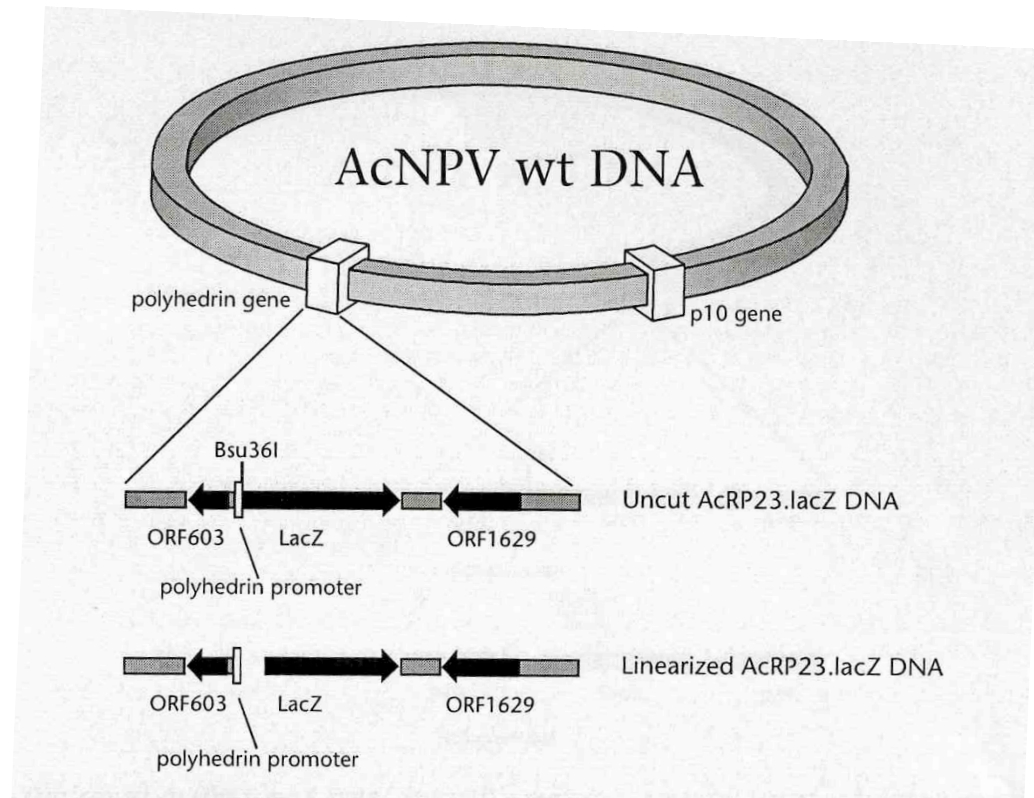 AcNPV wt DNA
polyhedrin gene
p10 gene
Bsu36I
Uncut AcRP23.lacZ DNA
ORF603
LacZ
ORF1629
polyhedrin promoter
Linearized AcRP23.lacZ DNA
ORF603
LacZ
ORF1629
polyhedrin promoter